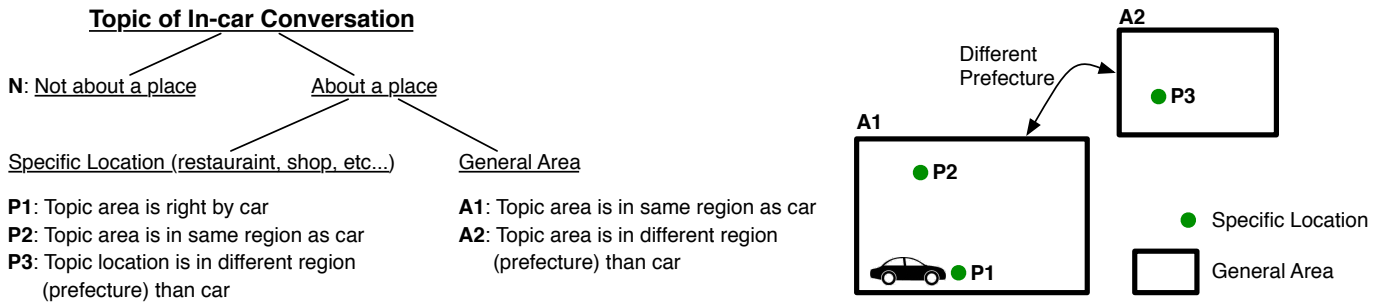 Topic of In-car Conversation
N: Not about a place
About a place
Specific Location (restauraint, shop, etc...)
General Area
P1: Topic area is right by car
P2: Topic area is in same region as car
P3: Topic location is in different region
(prefecture) than car
A1: Topic area is in same region as car
A2: Topic area is in different region
(prefecture) than car
A2
Different
Prefecture
P3
A1
P2
P1
Specific Location
General Area